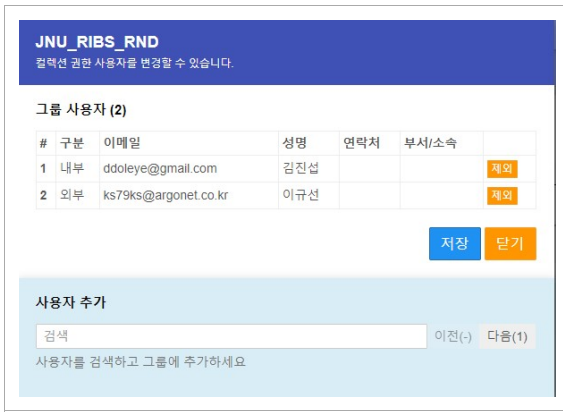 JNU_RIBS_RND
컬렉션 권한 사용자를 변경할 수 있습니다.
그룹 사용자 (2)
# 구분 이메일 성명 연락처 부서/소속
1 내부 ddoleye@gmail.com 김진섭 제외
2 외부 ks79ks@argonet.co.kr 이규선 제외
저장 닫기
사용자 추가
검색 이전(-) 다음(1)
사용자를 검색하고 그룹에 추가하세요